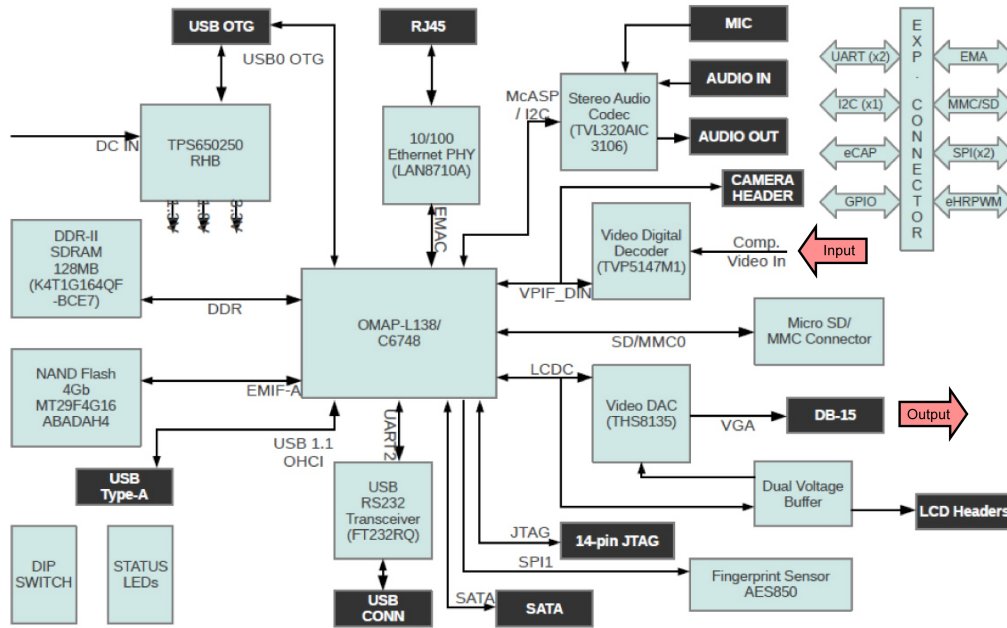 USB OTG
RJ45
MIC
USB0 OTG
AUDIO IN
McASP
/ I2C
Stereo Audio
Codec
(TVL320AIC
3106)
AUDIO OUT
DC IN
TPS650250
RHB
10/100
Ethernet PHY
(LAN8710A)
1.3V
1.8V
3.3V
EMAC
CAMERA
HEADER
UART (x2)
I2C (x1)
eCAP
GPIO
EXP. CONNECTOR
EMA
MMC/SD
SPI(x2)
eHRPWM
DDR-II
SDRAM
128MB
(K4T1G164QF
-BCE7)
DDR
Video Digital
Decoder
(TVP5147M1)
Comp.
Video In
Input
VPIF_DIN
OMAP-L138/
C6748
SD/MMC0
Micro SD/
MMC Connector
NAND Flash
4Gb
MT29F4G16
ABADAH4
EMIF-A
LCDC
Video DAC
(THS8135)
VGA
DB-15
Output
USB 1.1
OHCI
UART2
USB
Type-A
USB
RS232
Transceiver
(FT232RQ)
Dual Voltage
Buffer
LCD Headers
DIP
SWITCH
STATUS
LEDs
JTAG
14-pin JTAG
SPI1
Fingerprint Sensor
AES850
USB
CONN
SATA
SATA